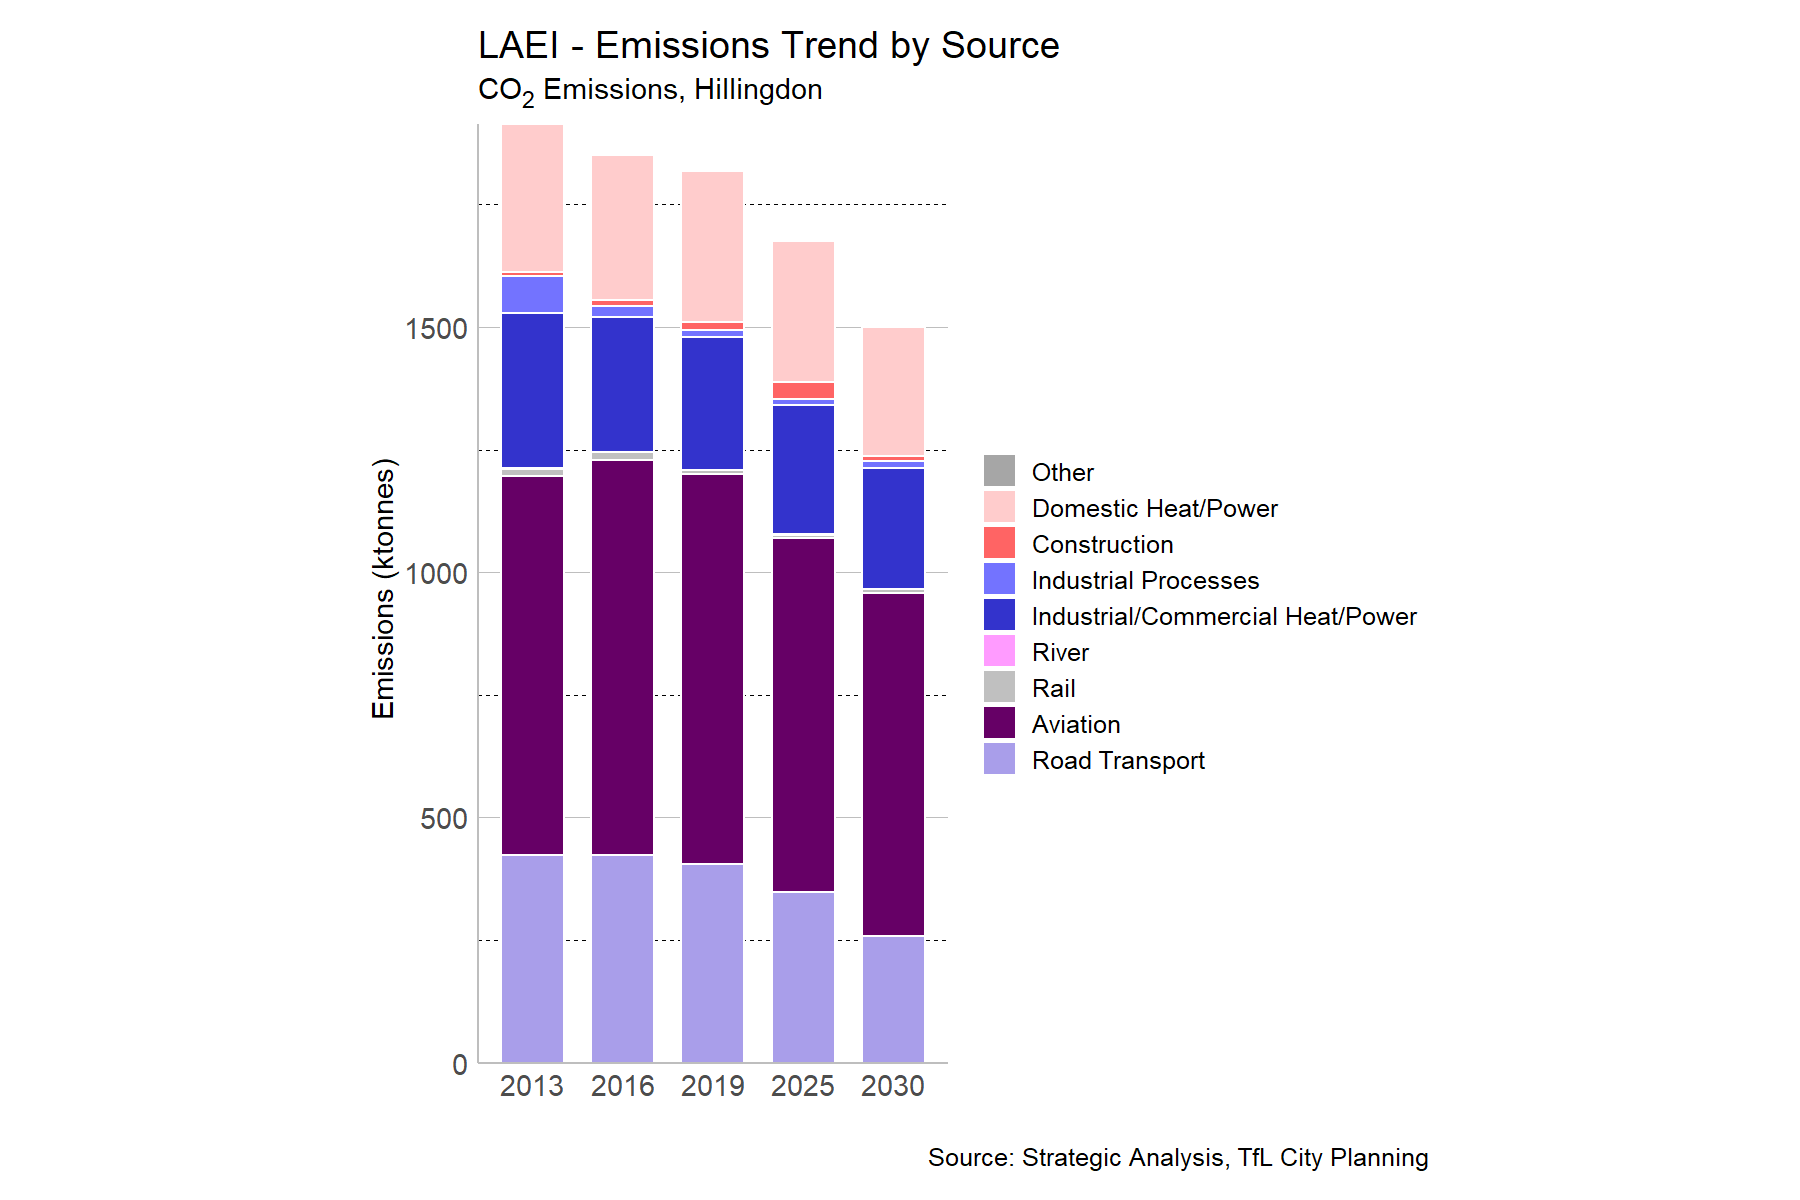 LAEI - Emissions Trend by Source
CO₂ Emissions, Hillingdon
Emissions (ktonnes)
1500
1000
500
0
2013 2016 2019 2025 2030
Other
Domestic Heat/Power
Construction
Industrial Processes
Industrial/Commercial Heat/Power
River
Rail
Aviation
Road Transport
Source: Strategic Analysis, TfL City Planning